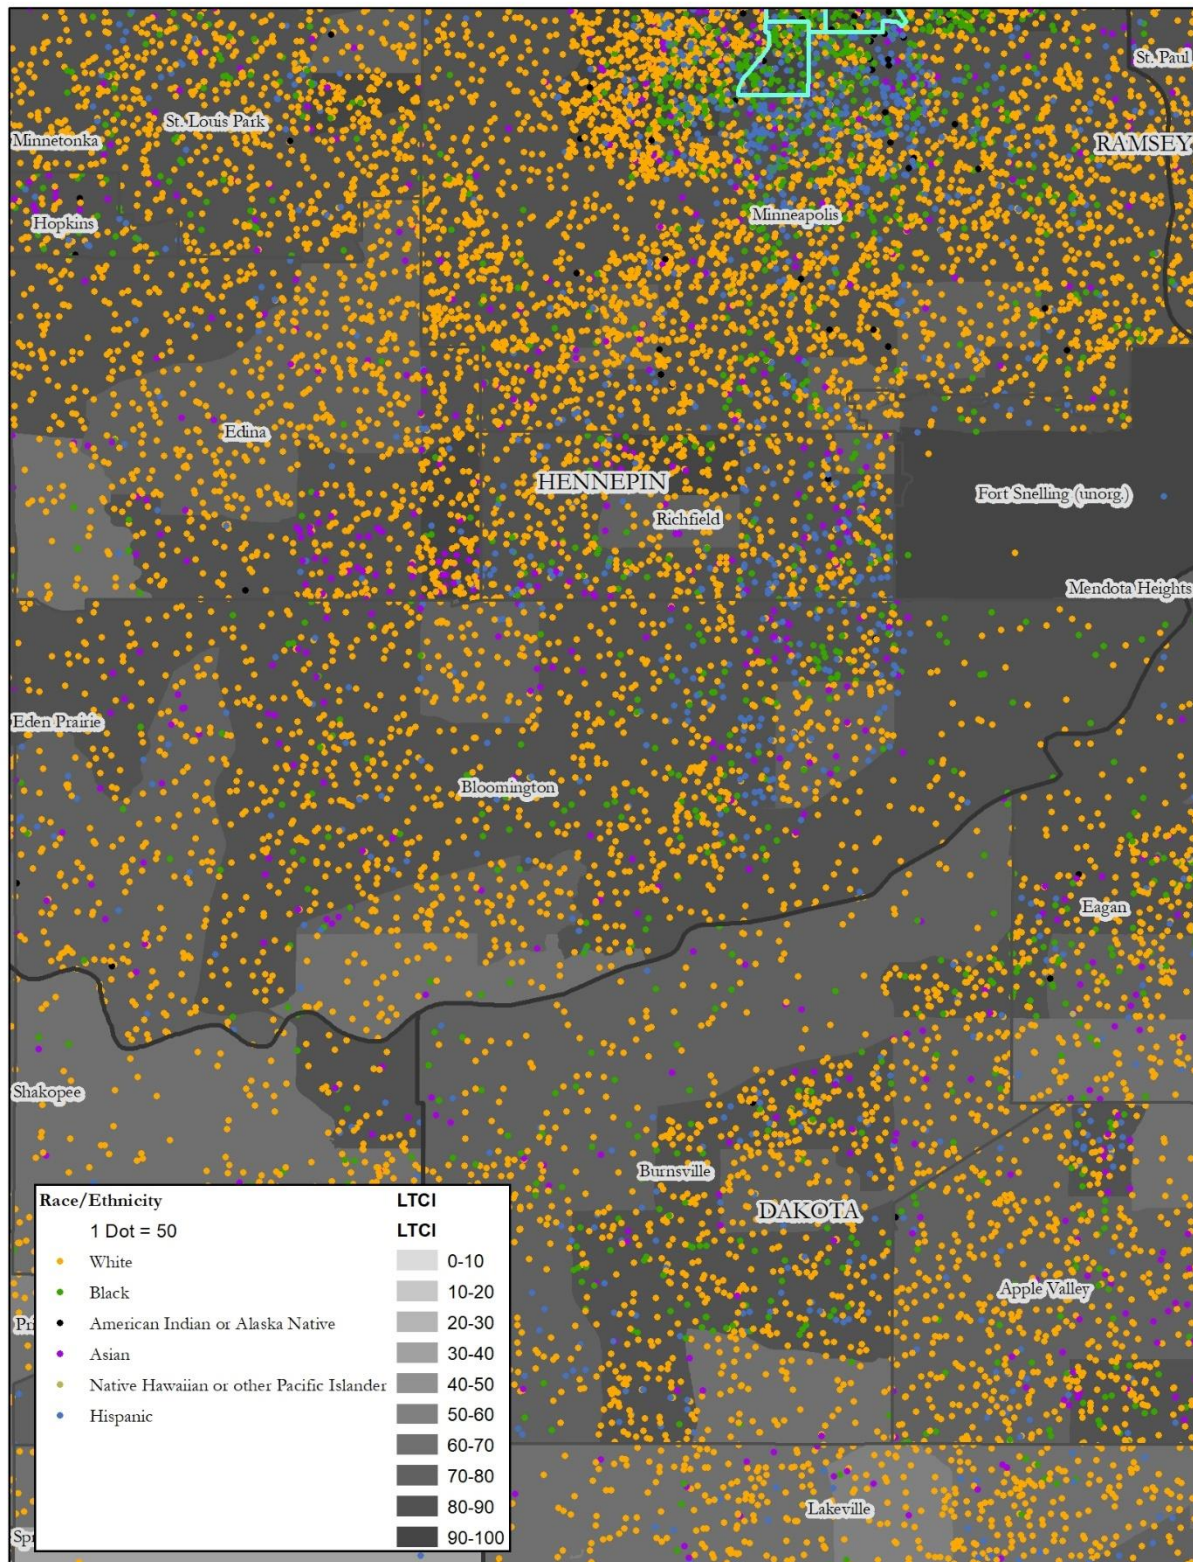 St. Paul
St. Louis Park
Minnetonka
RAMSEY
Hopkins
Minneapolis
Edina
HENNEPIN
Fort Snelling (unorg.)
Richfield
Mendota Heights
Eden Prairie
Bloomington
Eagan
Shakopee
Burnsville
DAKOTA
Apple Valley
Pri
Lakeville
Spr
Race/Ethnicity
1 Dot = 50
White
Black
American Indian or Alaska Native
Asian
Native Hawaiian or other Pacific Islander
Hispanic
LTCI
LTCI
0-10
10-20
20-30
30-40
40-50
50-60
60-70
70-80
80-90
90-100